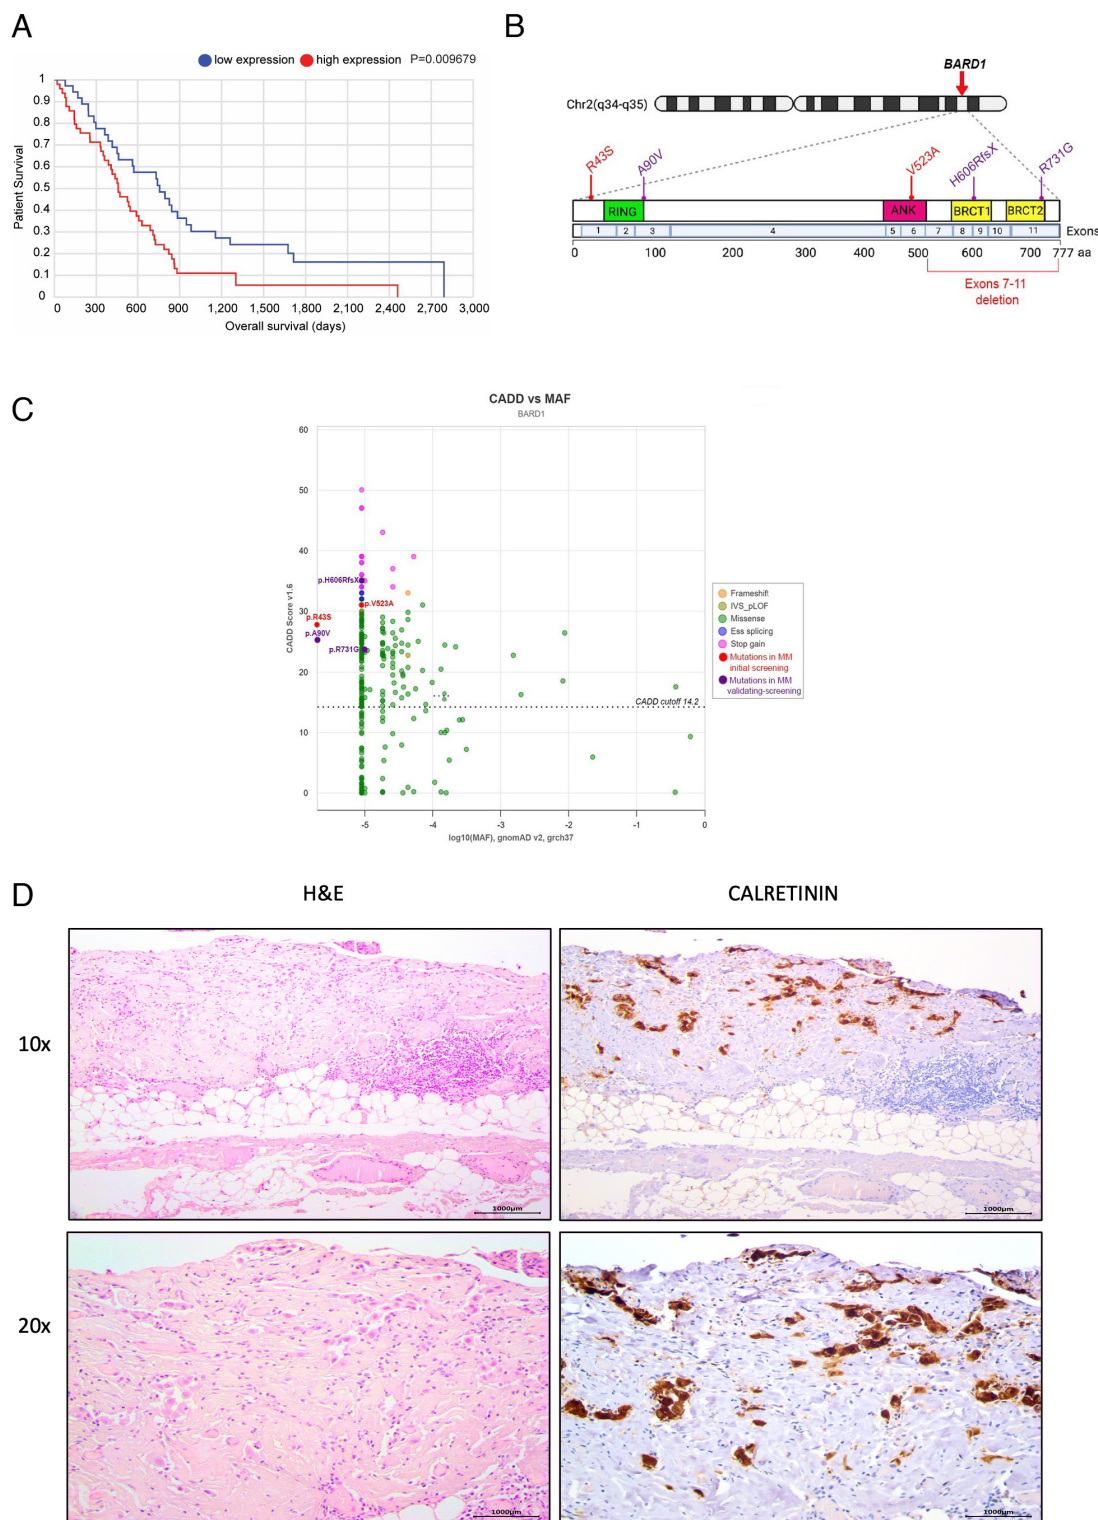 A
low expression high expression P=0.009679
1
0.9
0.8
0.7
0.6
0.5
0.4
0.3
0.2
0.1
0
Patient Survival
0 300 600 900 1,200 1,500 1,800 2,100 2,400 2,700 3,000
Overall survival (days)
B
BARD1
Chr2(q34-q35)
R43S A90V V523A H606RfsX R731G
RING ANK BRCT1 BRCT2
1 2 3 4 5 6 7 8 9 10 11 Exons
0 100 200 300 400 500 600 700 777 aa
Exons 7-11
deletion
C
CADD vs MAF
BARD1
60
50
40
30
20
10
0
CADD Score v1.6
p.H606RfsX
p.V523A
p.R43S
p.A90V
p.R731G
CADD cutoff 14.2
-5 -4 -3 -2 -1 0
log10(MAF), gnomAD v2, grch37
Frameshift
IVS_pLOF
Missense
Ess splicing
Stop gain
Mutations in MM
initial screening
Mutations in MM
validating-screening
D
H&E CALRETININ
10x
1000µm 1000µm
20x
1000µm 1000µm